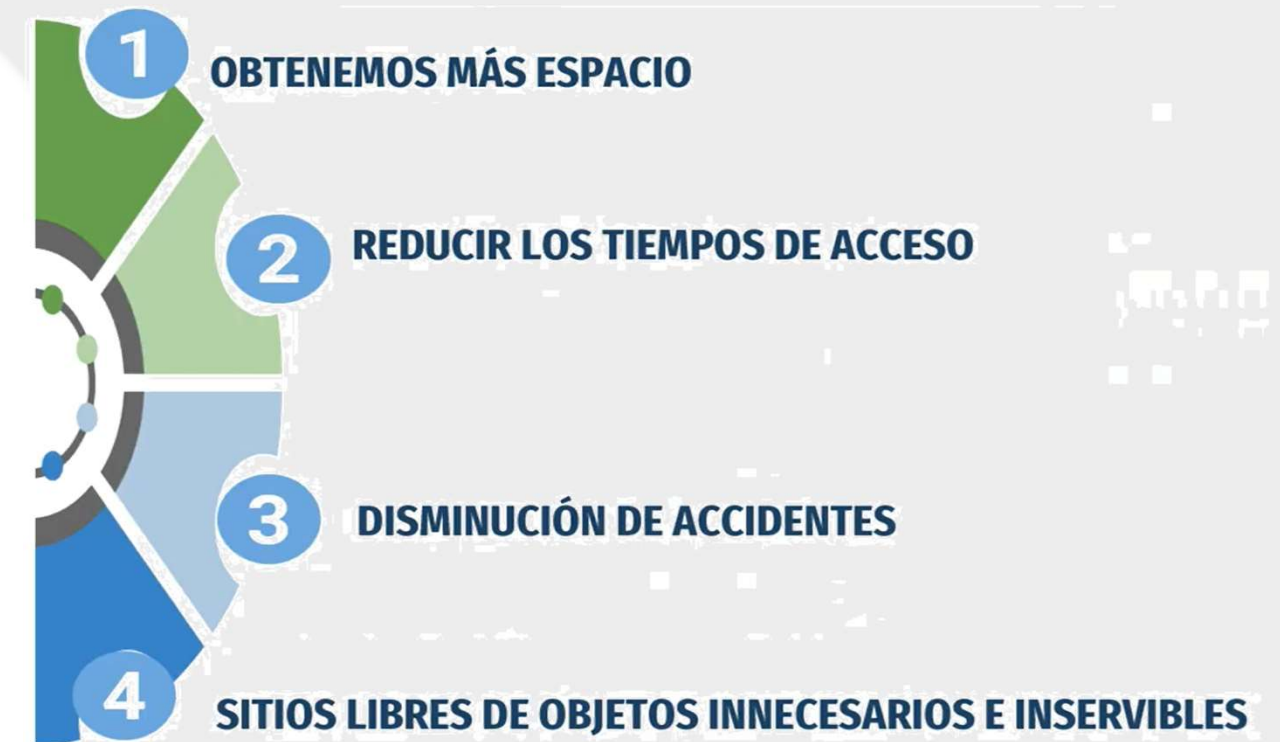 1
OBTENEMOS MÁS ESPACIO
2
REDUCIR LOS TIEMPOS DE ACCESO
3
DISMINUCIÓN DE ACCIDENTES
4
SITIOS LIBRES DE OBJETOS INNECESARIOS E INSERVIBLES